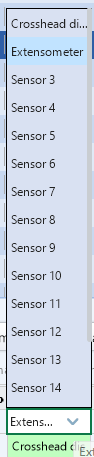 Crosshead di...
Extensometer
Sensor 3
Sensor 4
Sensor 5
Sensor 6
Sensor 7
Sensor 8
Sensor 9
Sensor 10
Sensor 11
Sensor 12
Sensor 13
Sensor 14
Extens...
Crosshead di
Ext